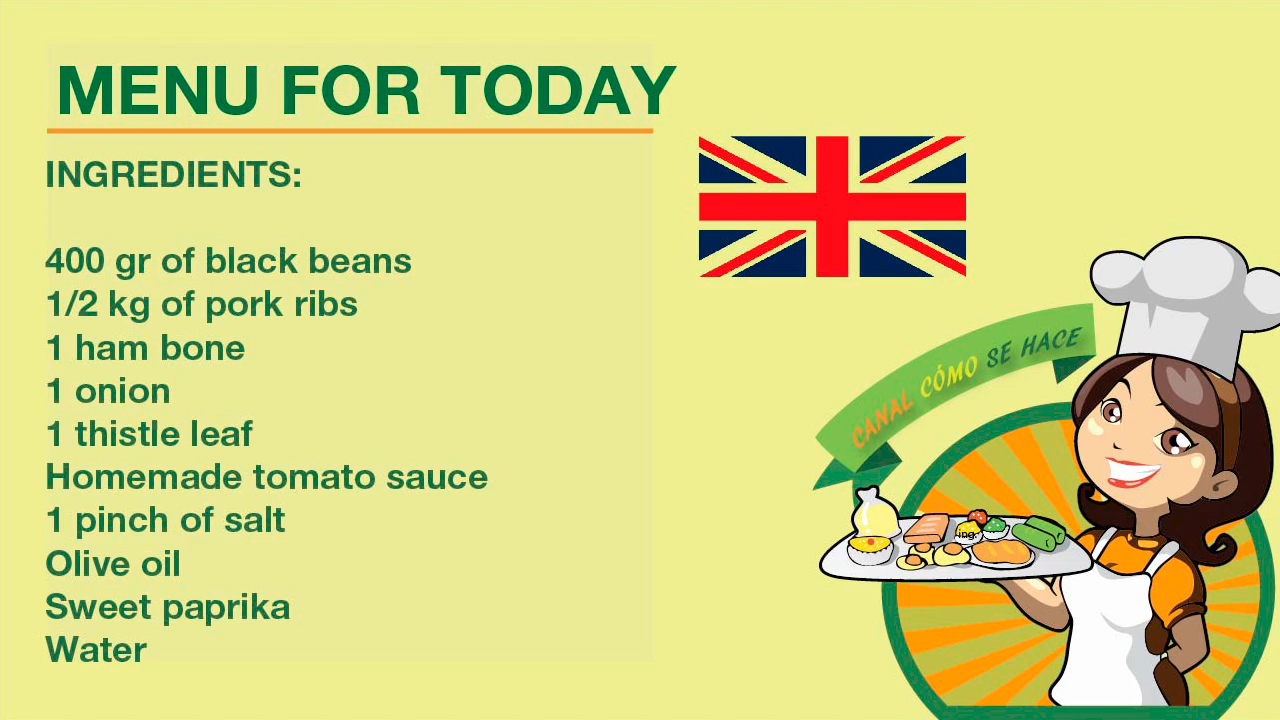 MENU FOR TODAY
INGREDIENTS:
400 gr of black beans
1/2 kg of pork ribs
1 ham bone
1 onion
1 thistle leaf
Homemade tomato sauce
1 pinch of salt
Olive oil
Sweet paprika
Water
CANAL CÓMO SE HACE
ing.